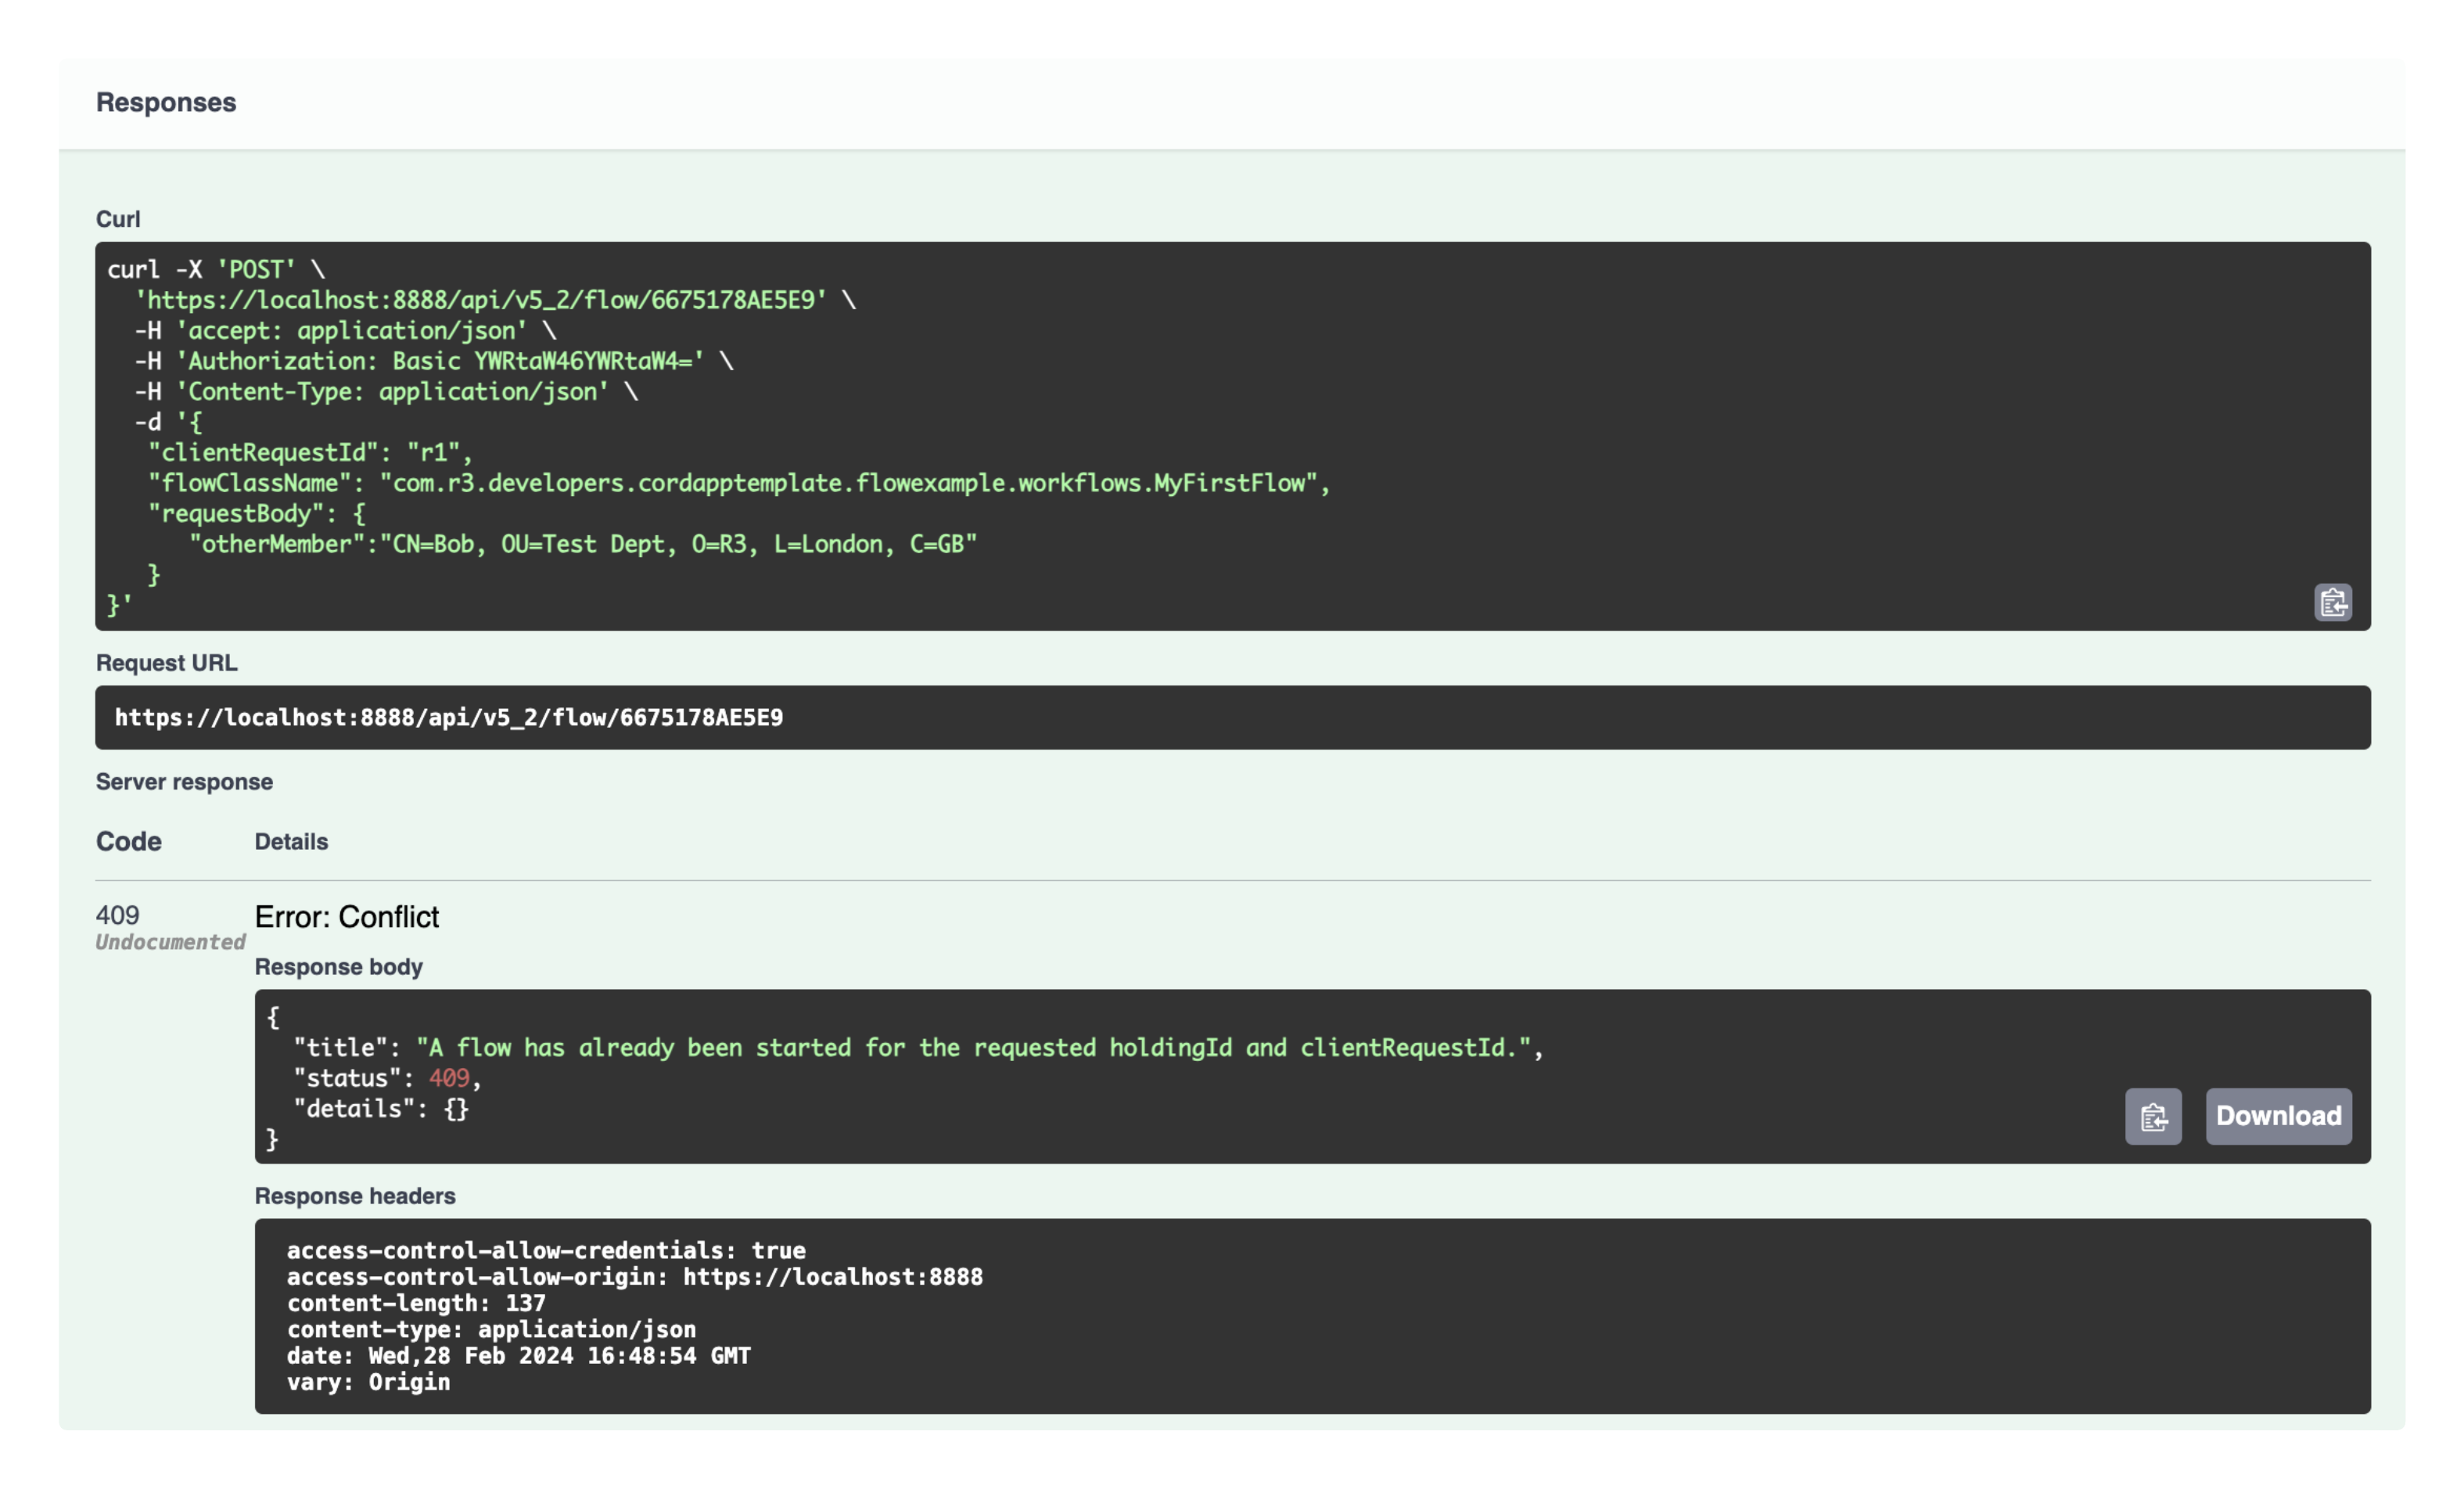 Responses
Curl
curl -X 'POST' \
  'https://localhost:8888/api/v5_2/flow/6675178AE5E9' \
  -H 'accept: application/json' \
  -H 'Authorization: Basic YWRtaW46YWRtaW4=' \
  -H 'Content-Type: application/json' \
  -d '{
   "clientRequestId": "r1",
   "flowClassName": "com.r3.developers.cordapptemplate.flowexample.workflows.MyFirstFlow",
   "requestBody": {
      "otherMember":"CN=Bob, OU=Test Dept, O=R3, L=London, C=GB"
   }
}'
Request URL
https://localhost:8888/api/v5_2/flow/6675178AE5E9
Server response
Code Details
409 Error: Conflict
Undocumented
Response body
{
  "title": "A flow has already been started for the requested holdingId and clientRequestId.",
  "status": 409,
  "details": {}
}
Download
Response headers
access-control-allow-credentials: true
access-control-allow-origin: https://localhost:8888
content-length: 137
content-type: application/json
date: Wed,28 Feb 2024 16:48:54 GMT
vary: Origin